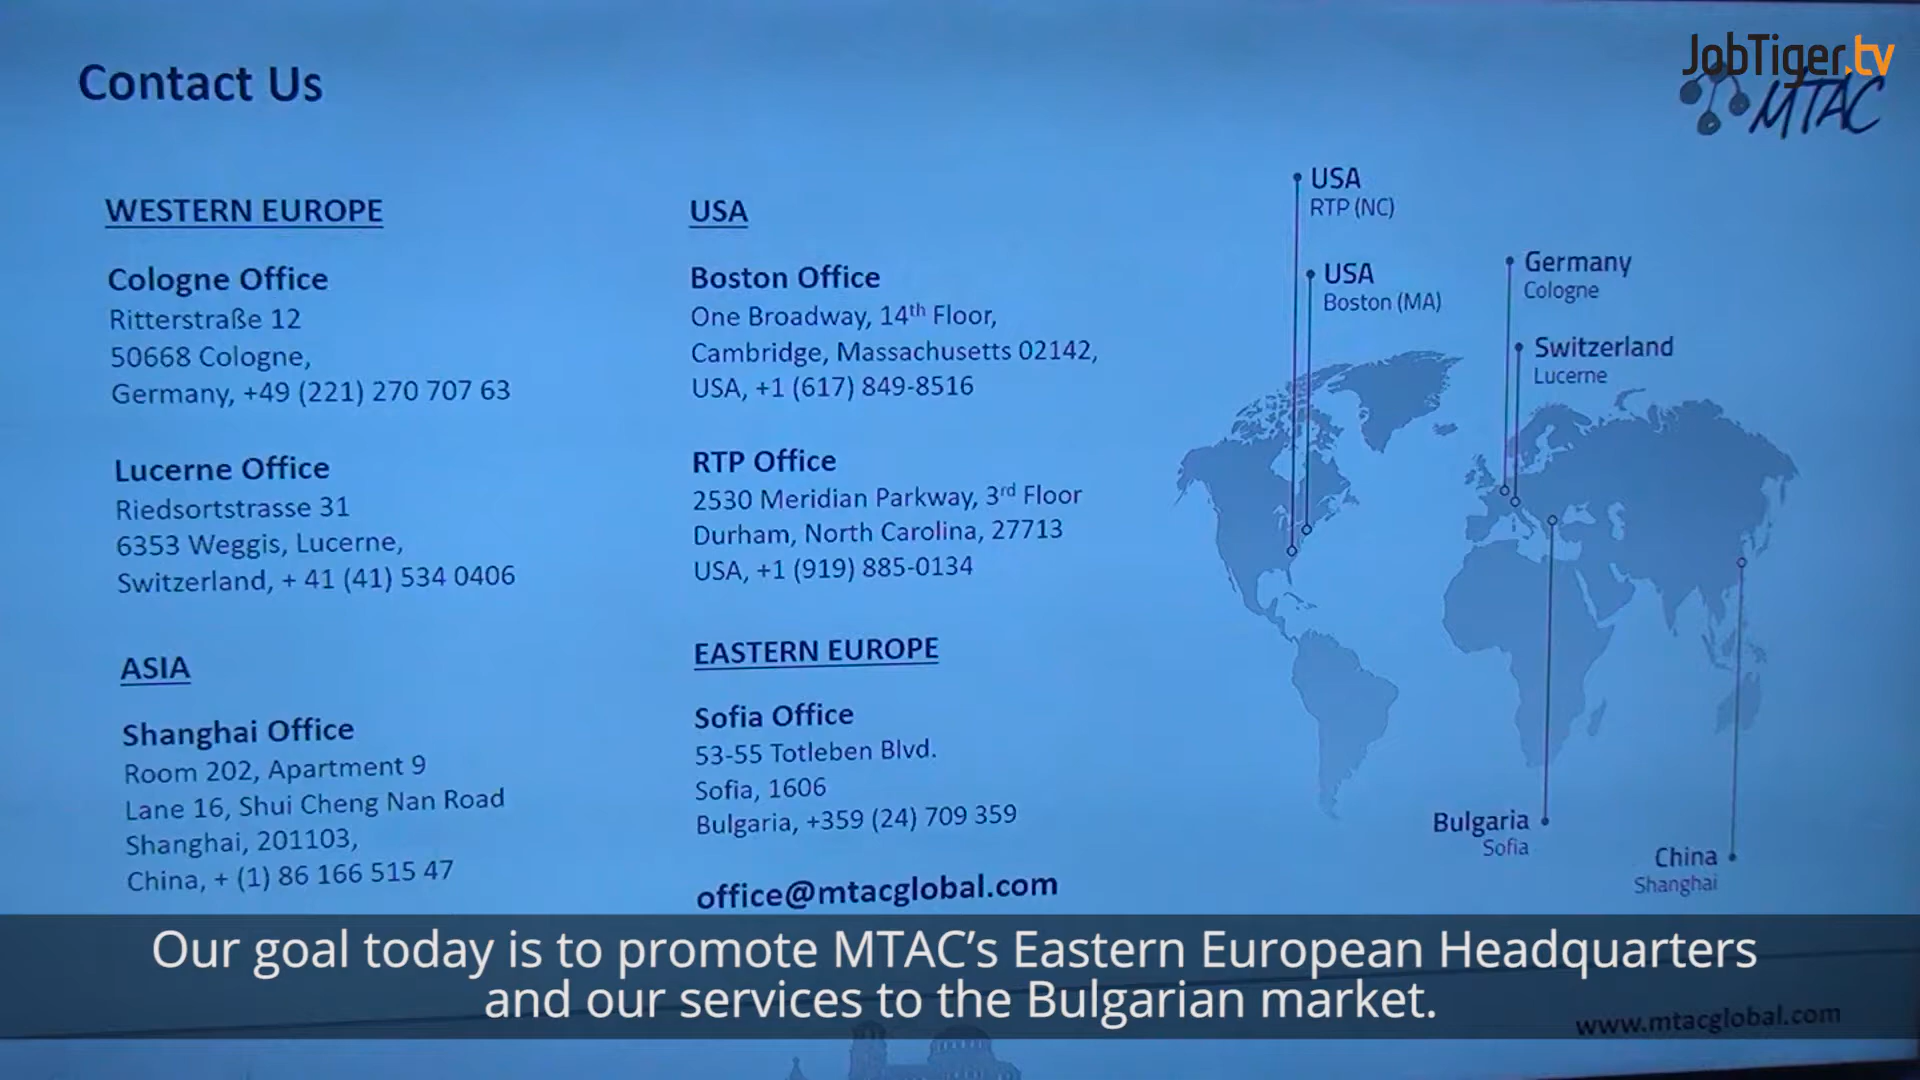 JobTiger.tv
MTAC
Contact Us
WESTERN EUROPE
Cologne Office
Ritterstraße 12
50668 Cologne,
Germany, +49 (221) 270 707 63
Lucerne Office
Riedsortstrasse 31
6353 Weggis, Lucerne,
Switzerland, + 41 (41) 534 0406
ASIA
Shanghai Office
Room 202, Apartment 9
Lane 16, Shui Cheng Nan Road
Shanghai, 201103,
China, + (1) 86 166 515 47
USA
Boston Office
One Broadway, 14th Floor,
Cambridge, Massachusetts 02142,
USA, +1 (617) 849-8516
RTP Office
2530 Meridian Parkway, 3rd Floor
Durham, North Carolina, 27713
USA, +1 (919) 885-0134
EASTERN EUROPE
Sofia Office
53-55 Totleben Blvd.
Sofia, 1606
Bulgaria, +359 (24) 709 359
office@mtacglobal.com
USA
RTP (NC)
USA
Boston (MA)
Germany
Cologne
Switzerland
Lucerne
Bulgaria
Sofia
China
Shanghai
Our goal today is to promote MTAC’s Eastern European Headquarters
and our services to the Bulgarian market.
www.mtacglobal.com